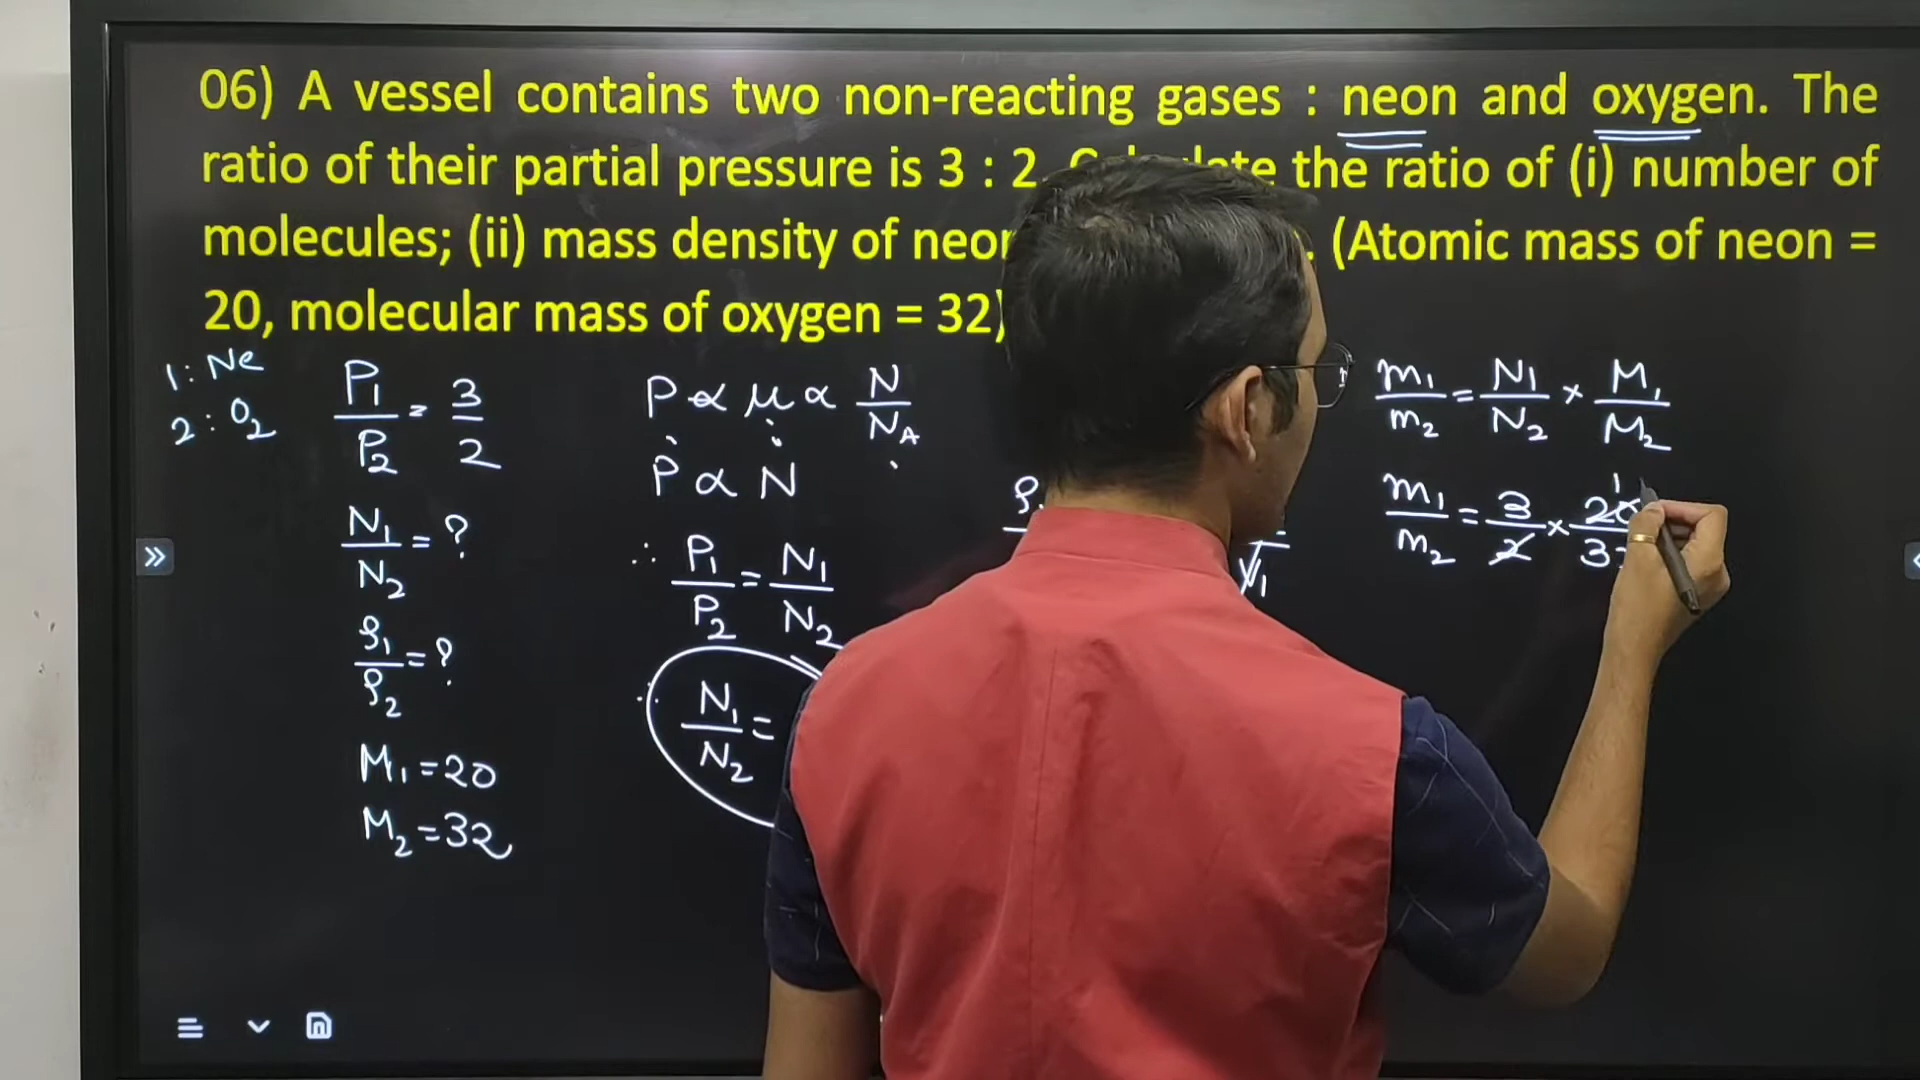 06) A vessel contains two non-reacting gases : neon and oxygen. The
ratio of their partial pressure is 3 : 2. the ratio of (i) number of
molecules; (ii) mass density of (Atomic mass of neon =
20, molecular mass of oxygen = 32)
1: Ne
2: O2
P1/P2 = 3/2
N1/N2 = ?
ρ1/ρ2 = ?
M1 = 20
M2 = 32
P ∝ μ ∝ N/NA
P ∝ N
∴ P1/P2 = N1/N2
∴ N1/N2 =
ρ
V1
m1/m2 = N1/N2 × M1/M2
m1/m2 = 3/2 × 20
1